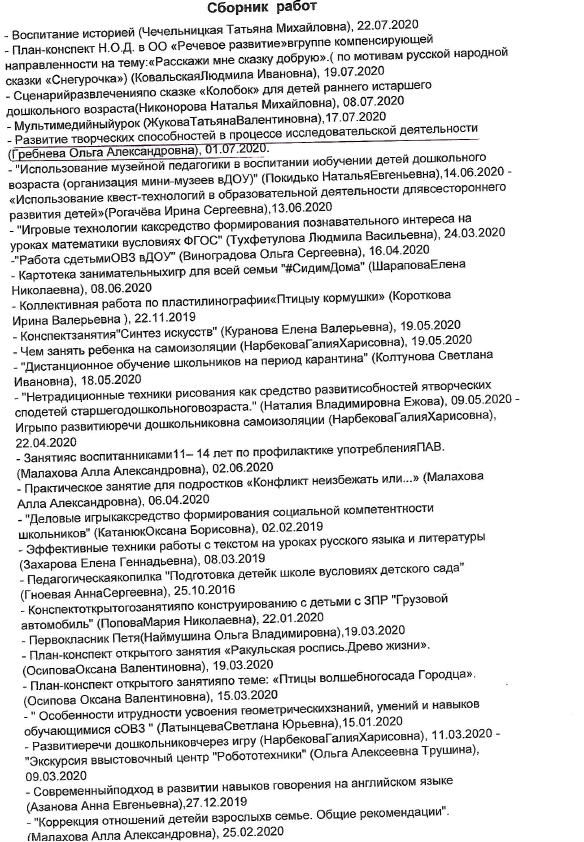 Сборник работ
- Воспитание историей (Чечельницкая Татьяна Михайловна), 22.07.2020
- План-конспект Н.О.Д. в ОО «Речевое развитие»вгруппе компенсирующей
направленности на тему:«Расскажи мне сказку добрую».( по мотивам русской народной
сказки «Снегурочка») (КовальскаяЛюдмила Ивановна), 19.07.2020
- Сценарийразвлеченияпо сказке «Колобок» для детей раннего истаршего
дошкольного возраста(Никонорова Наталья Михайловна), 08.07.2020
- Мультимедийныйурок (ЖуковаТатьянаВалентиновна),17.07.2020
- Развитие творческих способностей в процессе исследовательской деятельности
(Гребнева Ольга Александровна), 01.07.2020.
- "Использование музейной педагогики в воспитании иобучении детей дошкольного
возраста (организация мини-музеев вДОУ)" (Покидько НатальяЕвгеньевна),14.06.2020 -
«Использование квест-технологий в образовательной деятельности длявсестороннего
развития детей»(Рогачёва Ирина Сергеевна),13.06.2020
- "Игровые технологии каксредство формирования познавательного интереса на
уроках математики вусловиях ФГОС" (Тухфетулова Людмила Васильевна), 24.03.2020
-"Работа сдетьмиОВЗ вДОУ" (Виноградова Ольга Сергеевна), 16.04.2020
- Картотека занимательныхигр для всей семьи "#СидимДома" (ШараповаЕлена
Николаевна), 08.06.2020
- Коллективная работа по пластилинографии«Птицыу кормушки» (Короткова
Ирина Валерьевна ), 22.11.2019
- Конспектзанятия"Синтез искусств" (Куранова Елена Валерьевна), 19.05.2020
- Чем занять ребенка на самоизоляции (НарбековаГалияХарисовна), 19.05.2020
- "Дистанционное обучение школьников на период карантина" (Колтунова Светлана
Ивановна), 18.05.2020
- "Нетрадиционные техники рисования как средство развитисобностей ятворческих
сподетей старшегодошкольноговозраста." (Наталия Владимировна Ежова), 09.05.2020 -
Игрыпо развитиюречи дошкольниковна самоизоляции (НарбековаГалияХарисовна),
22.04.2020
- Занятияс воспитанниками11– 14 лет по профилактике употребленияПАВ.
(Малахова Алла Александровна), 02.06.2020
- Практическое занятие для подростков «Конфликт неизбежать или...» (Малахова
Алла Александровна), 06.04.2020
- "Деловые игрыкаксредство формирования социальной компетентности
школьников" (КатанюкОксана Борисовна), 02.02.2019
- Эффективные техники работы с текстом на уроках русского языка и литературы
(Захарова Елена Геннадьевна), 08.03.2019
- Педагогическаякопилка "Подготовка детейк школе вусловиях детского сада"
(Гноевая АннаСергеевна), 25.10.2016
- Конспектоткрытогозанятияпо конструированию с детьми с ЗПР "Грузовой
автомобиль" (ПоповаМария Николаевна), 22.01.2020
- Первокласник Петя(Наймушина Ольга Владимировна),19.03.2020
- План-конспект открытого занятия «Ракульская роспись.Древо жизни».
(ОсиповаОксана Валентиновна), 19.03.2020
- План-конспект открытого занятияпо теме: «Птицы волшебногосада Городца».
(Осипова Оксана Валентиновна), 15.03.2020
- " Особенности итрудности усвоения геометрическихзнаний, умений и навыков
обучающимися сОВЗ " (ЛатынцеваСветлана Юрьевна),15.01.2020
- Развитиеречи дошкольниковчерез игру (НарбековаГалияХарисовна), 11.03.2020 -
"Экскурсия ввыстовочный центр "Робототехники" (Ольга Алексеевна Трушина),
09.03.2020
- Современныйподход в развитии навыков говорения на английском языке
(Азанова Анна Евгеньевна),27.12.2019
- "Коррекция отношений детейи взрослыхв семье. Общие рекомендации".
(Малахова Алла Александровна), 25.02.2020